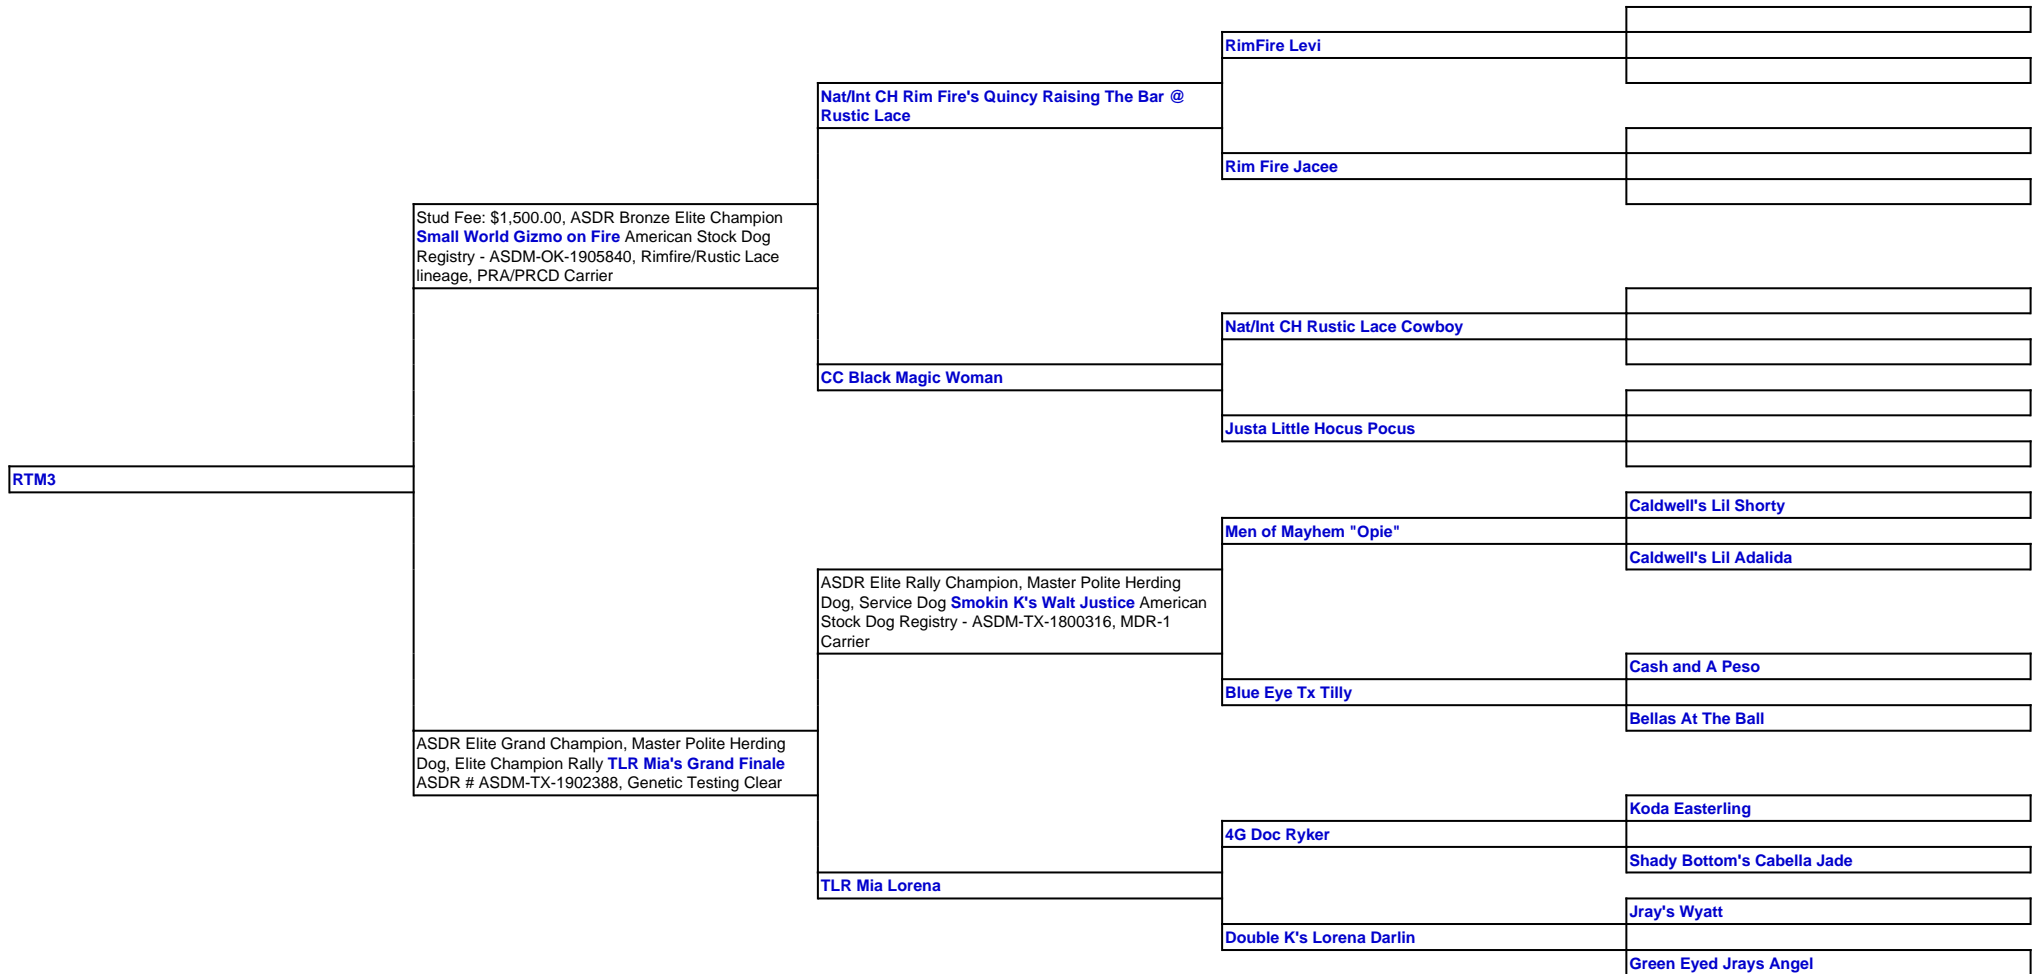 RimFire Levi
Nat/Int CH Rim Fire's Quincy Raising The Bar @
Rustic Lace
Rim Fire Jacee
Stud Fee: $1,500.00, ASDR Bronze Elite Champion
Small World Gizmo on Fire American Stock Dog
Registry - ASDM-OK-1905840, Rimfire/Rustic Lace
lineage, PRA/PRCD Carrier
Nat/Int CH Rustic Lace Cowboy
CC Black Magic Woman
Justa Little Hocus Pocus
RTM3
Caldwell's Lil Shorty
Men of Mayhem "Opie"
Caldwell's Lil Adalida
ASDR Elite Rally Champion, Master Polite Herding
Dog, Service Dog Smokin K's Walt Justice American
Stock Dog Registry - ASDM-TX-1800316, MDR-1
Carrier
Cash and A Peso
Blue Eye Tx Tilly
Bellas At The Ball
ASDR Elite Grand Champion, Master Polite Herding
Dog, Elite Champion Rally TLR Mia's Grand Finale
ASDR # ASDM-TX-1902388, Genetic Testing Clear
Koda Easterling
4G Doc Ryker
Shady Bottom's Cabella Jade
TLR Mia Lorena
Jray's Wyatt
Double K's Lorena Darlin
Green Eyed Jrays Angel